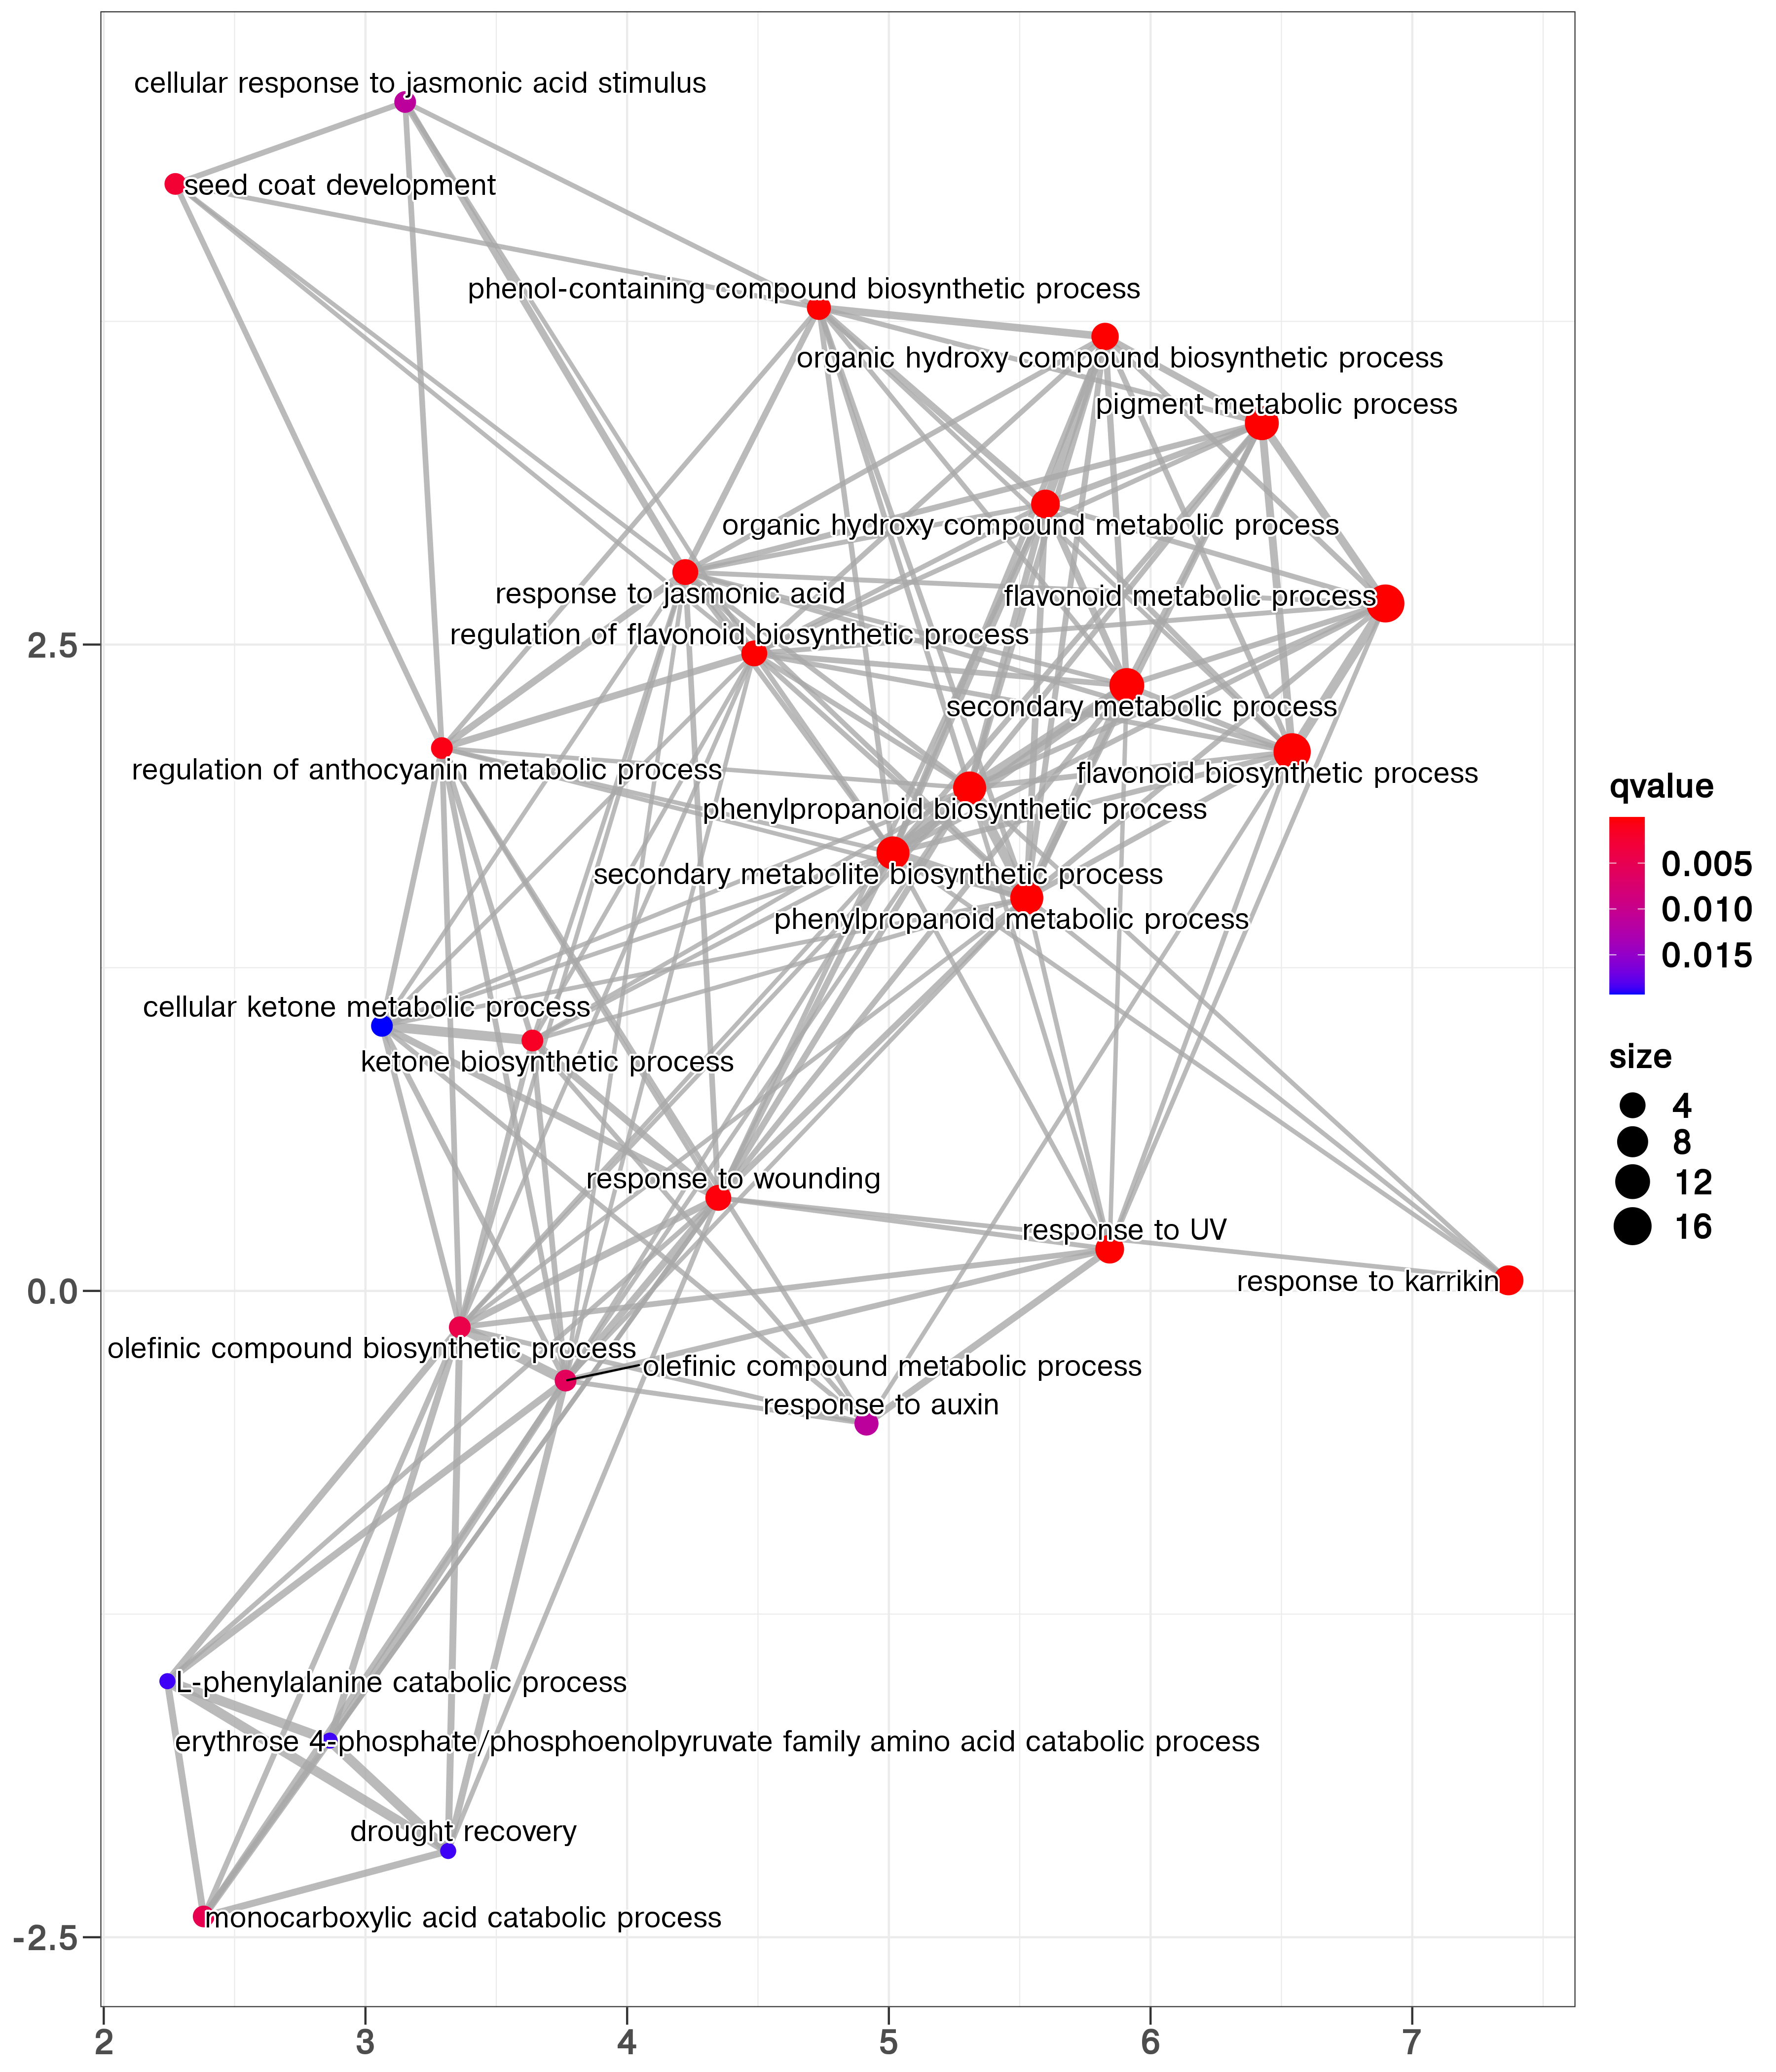 cellular response to jasmonic acid stimulus
seed coat development
phenol-containing compound biosynthetic process
organic hydroxy compound biosynthetic process
pigment metabolic process
organic hydroxy compound metabolic process
response to jasmonic acid
flavonoid metabolic process
regulation of flavonoid biosynthetic process
2.5
secondary metabolic process
regulation of anthocyanin metabolic process
flavonoid biosynthetic process
phenylpropanoid biosynthetic process
secondary metabolite biosynthetic process
phenylpropanoid metabolic process
cellular ketone metabolic process
ketone biosynthetic process
response to wounding
response to UV
response to karrikin
0.0
olefinic compound biosynthetic process
olefinic compound metabolic process
response to auxin
L-phenylalanine catabolic process
erythrose 4-phosphate/phosphoenolpyruvate family amino acid catabolic process
drought recovery
monocarboxylic acid catabolic process
-2.5
2 3 4 5 6 7
qvalue
0.005
0.010
0.015
size
4
8
12
16